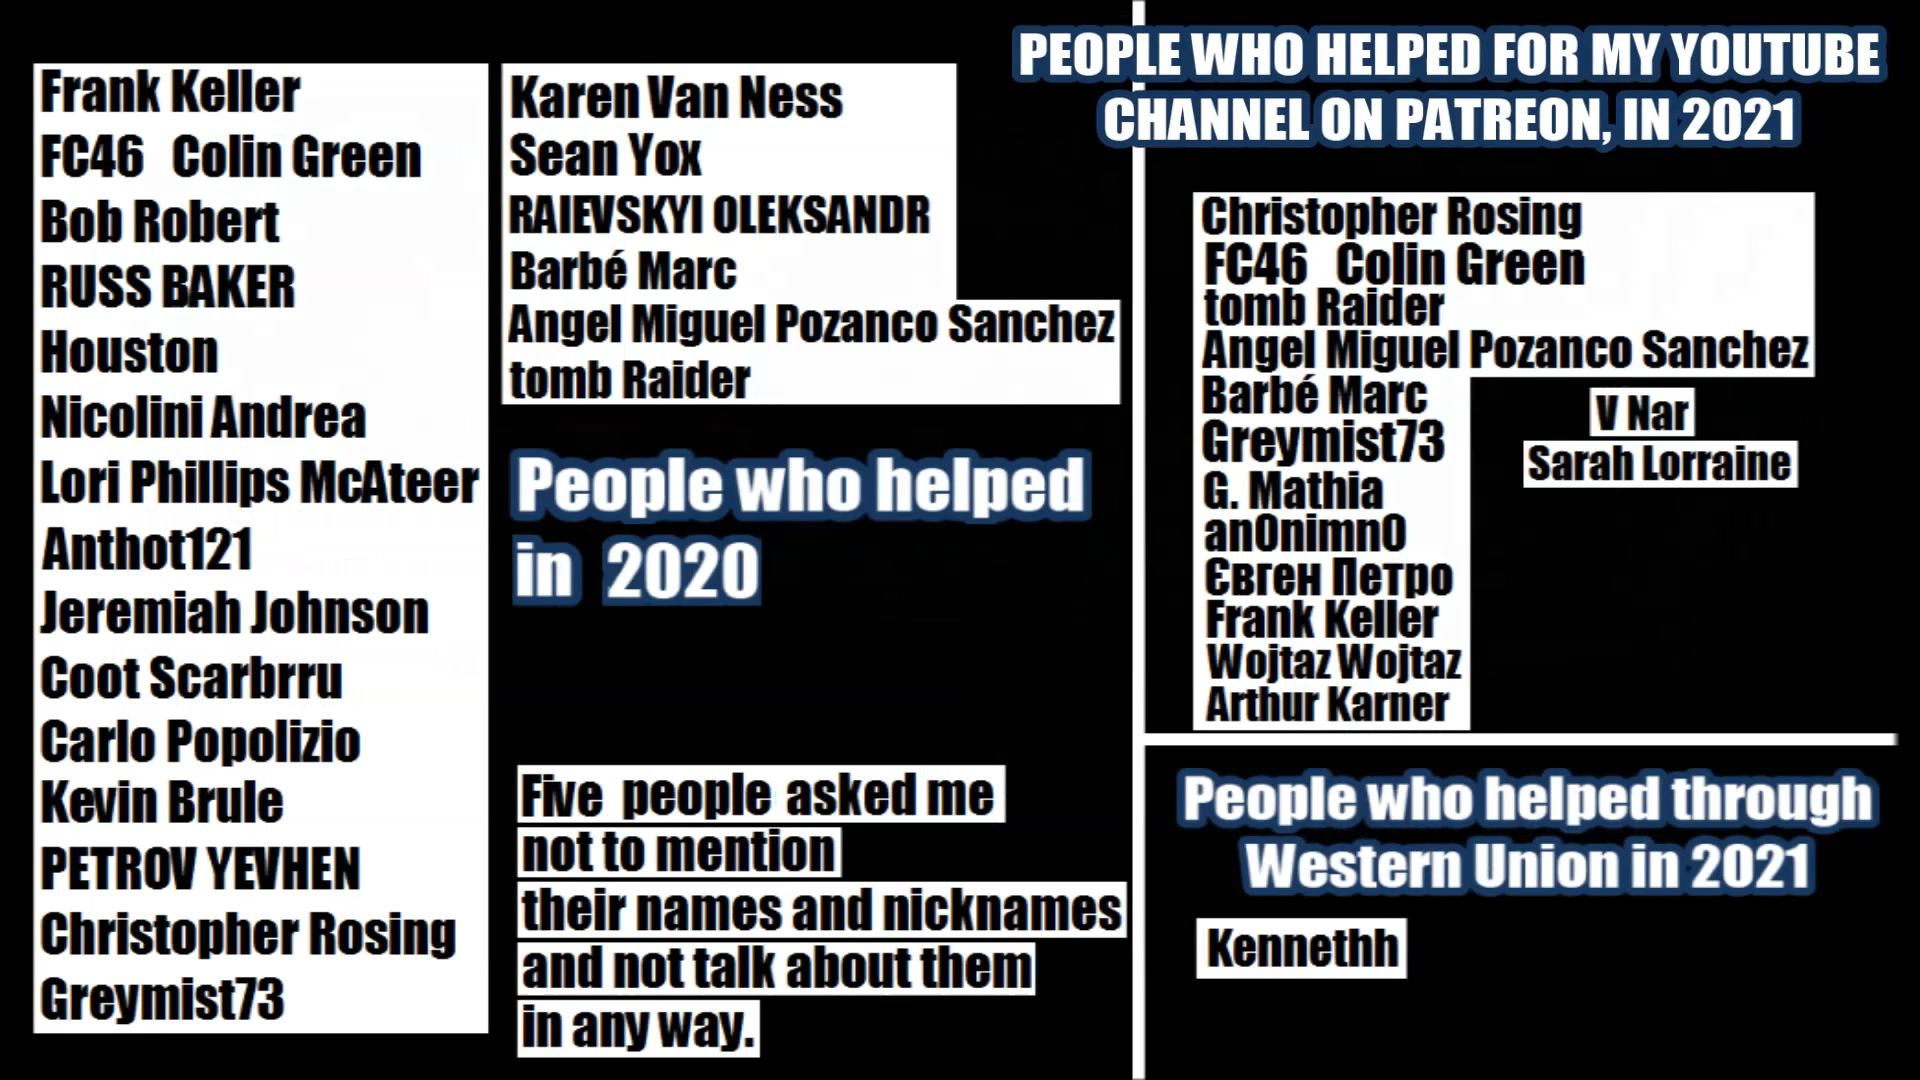 Frank Keller
FC46 Colin Green
Bob Robert
RUSS BAKER
Houston
Nicolini Andrea
Lori Phillips McAteer
Anthot121
Jeremiah Johnson
Coot Scarbrru
Carlo Popolizio
Kevin Brule
PETROV YEVHEN
Christopher Rosing
Greymist73
Karen Van Ness
Sean Yox
RAIEVSKYI OLEKSANDR
Barbé Marc
Angel Miguel Pozanco Sanchez
tomb Raider
People who helped
in 2020
Five people asked me
not to mention
their names and nicknames
and not talk about them
in any way.
PEOPLE WHO HELPED FOR MY YOUTUBE
CHANNEL ON PATREON, IN 2021
Christopher Rosing
FC46 Colin Green
tomb Raider
Angel Miguel Pozanco Sanchez
Barbé Marc
Greymist73
G. Mathia
an0nimn0
Євген Петро
Frank Keller
Wojtaz Wojtaz
Arthur Karner
V Nar
Sarah Lorraine
People who helped through
Western Union in 2021
Kennethh